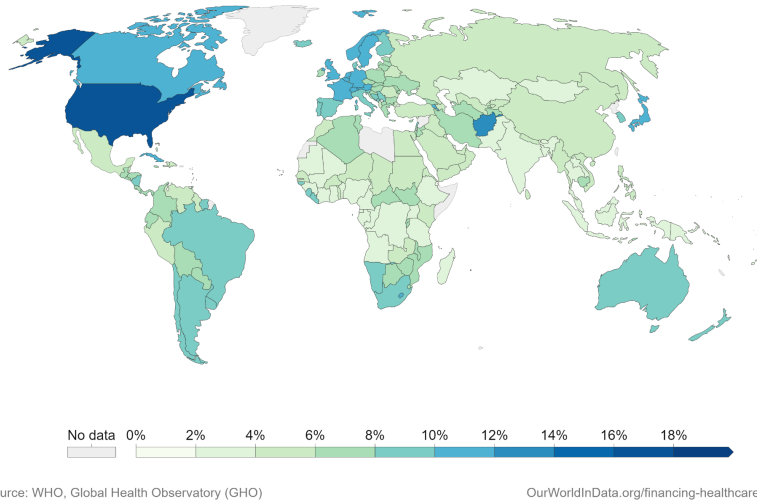 No data 0% 2% 4% 6% 8% 10% 12% 14% 16% 18%
urce: WHO, Global Health Observatory (GHO)
OurWorldInData.org/financing-healthcare